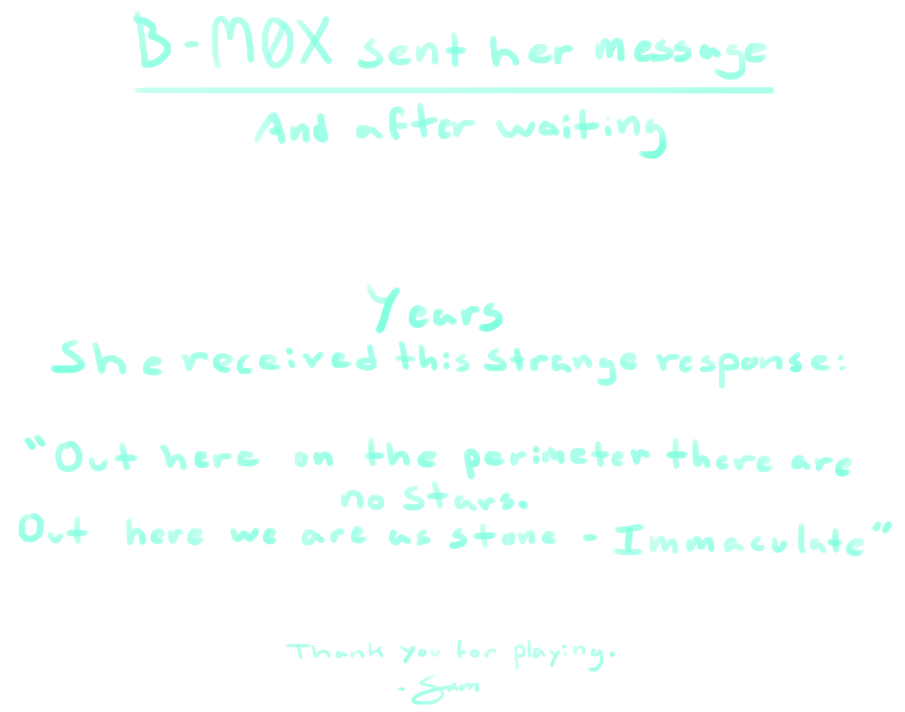 B-MØX sent her message
And after waiting
Years
She received this strange response:
"Out here on the perimeter there are
no stars.
Out here we are as stone - Immaculate"
Thank you for playing.
- Sam